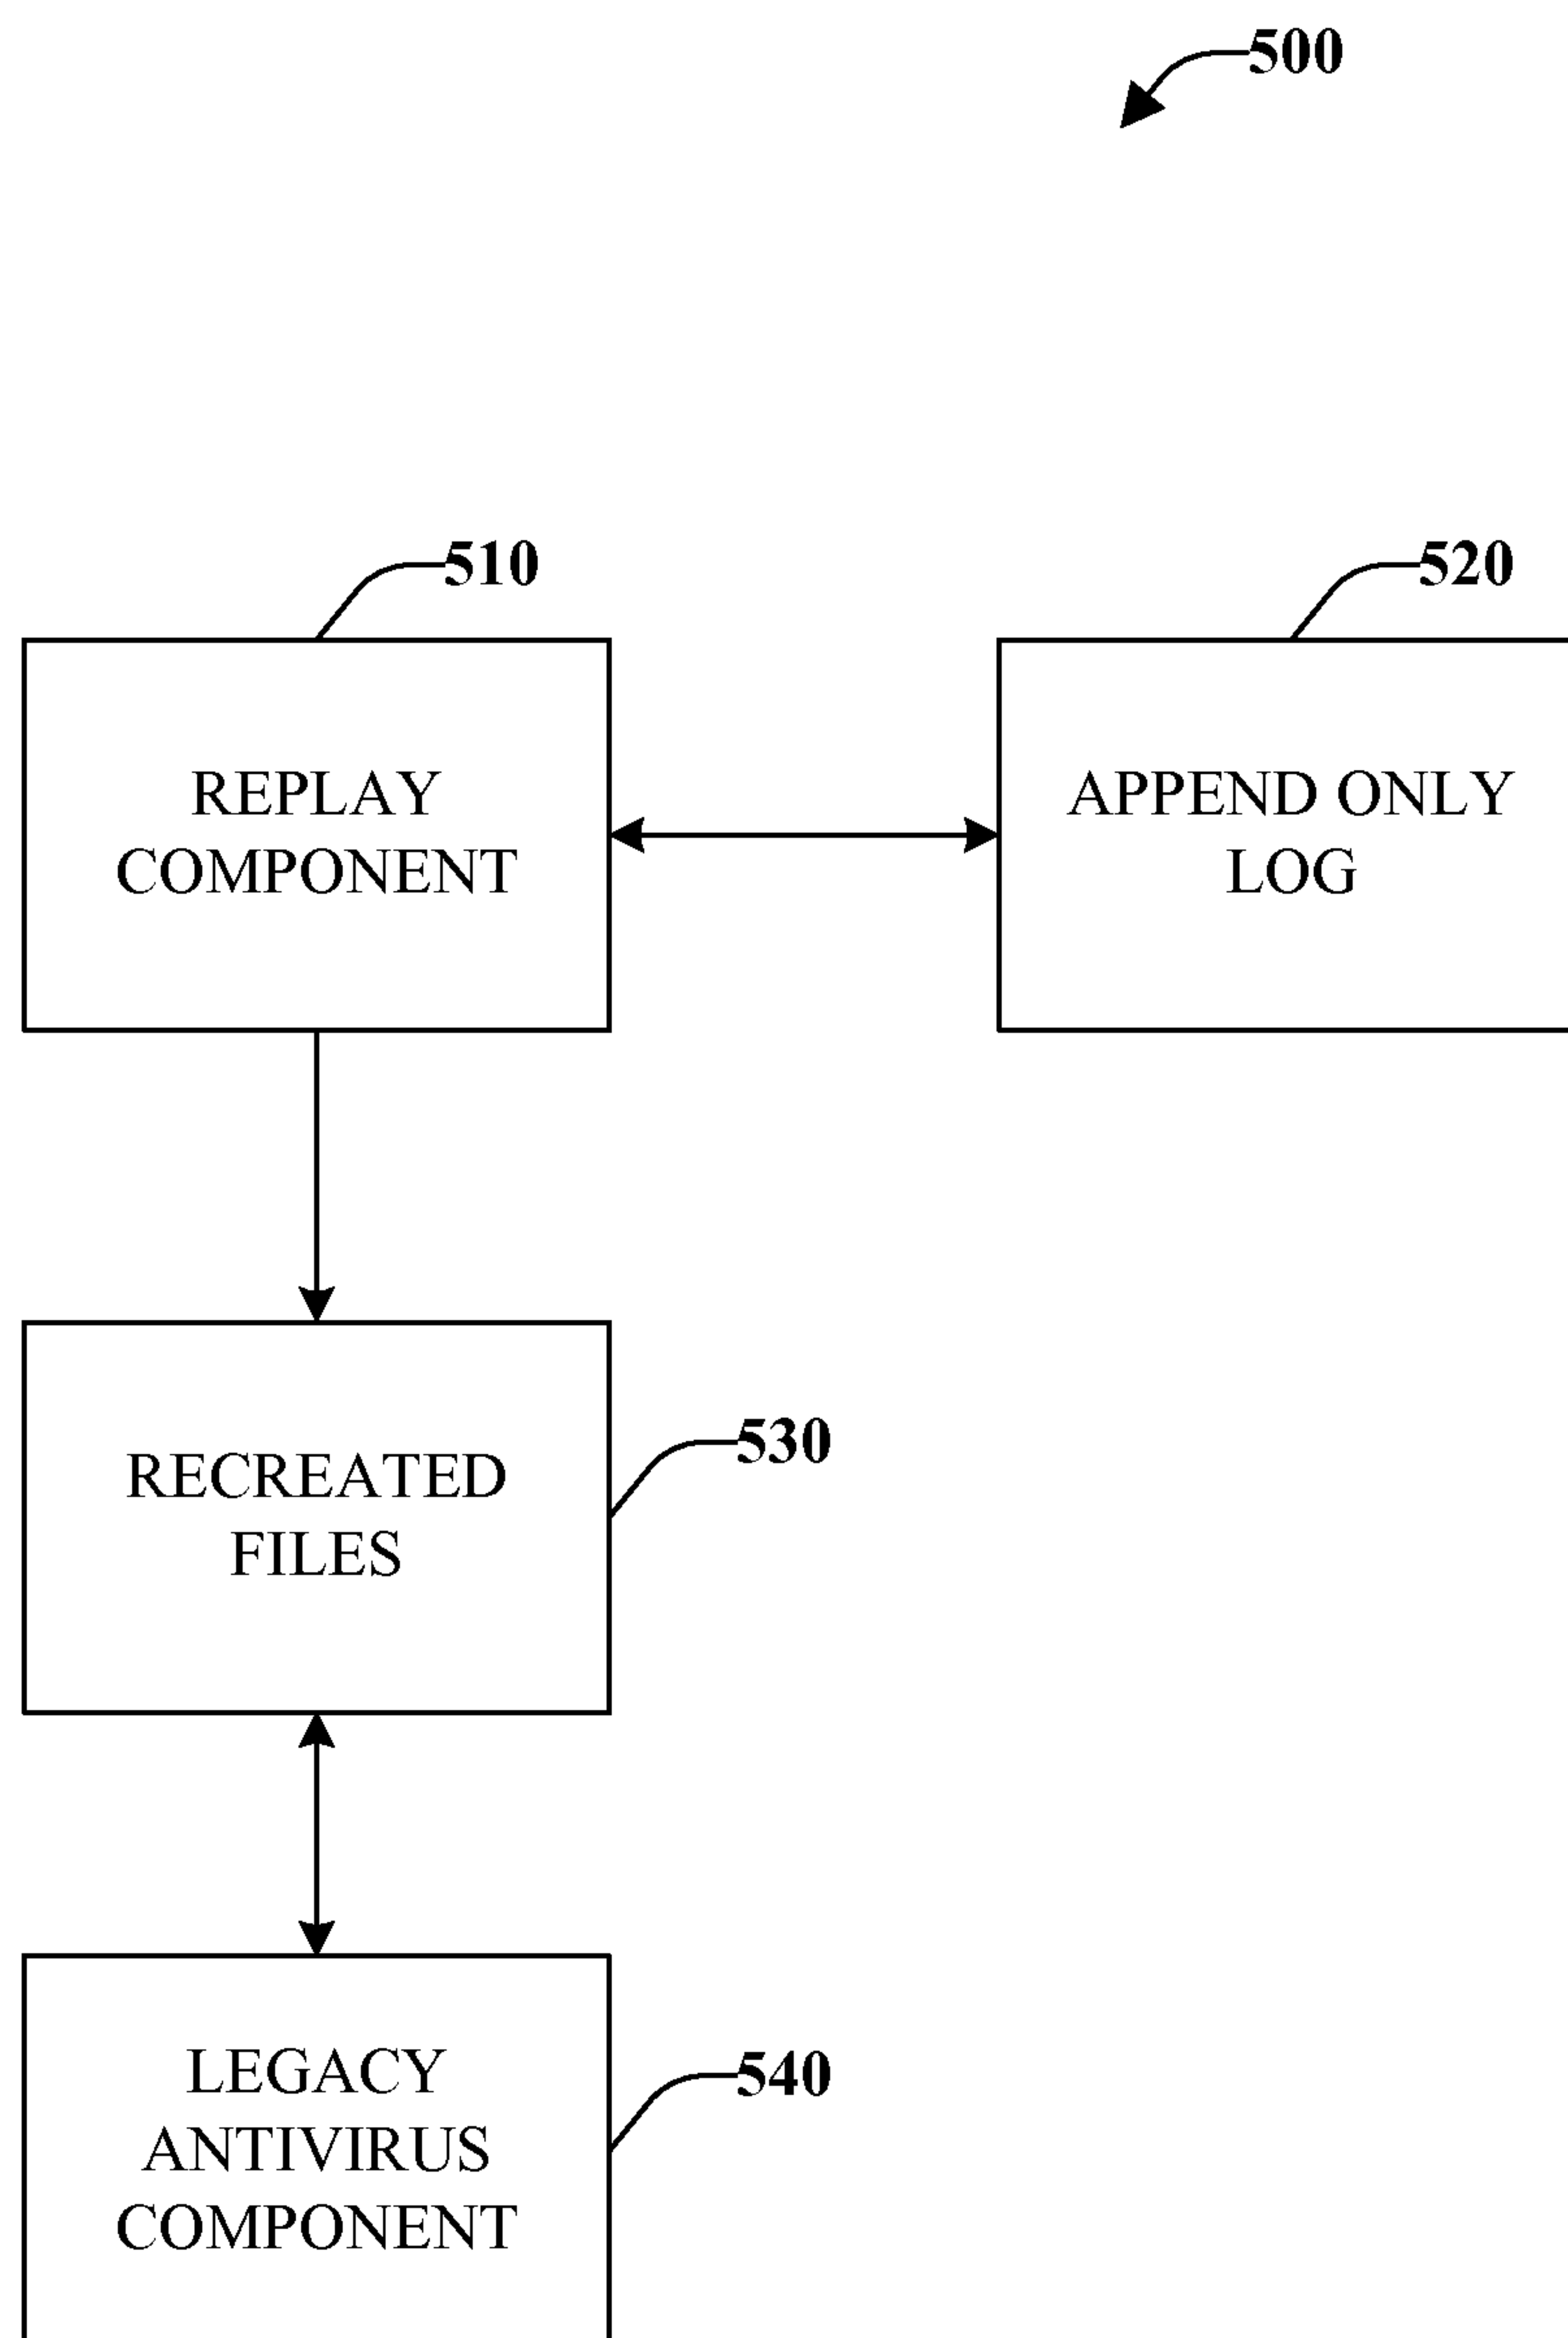 500
510
520
REPLAY
COMPONENT
APPEND ONLY
LOG
530
RECREATED
FILES
540
LEGACY
ANTIVIRUS
COMPONENT